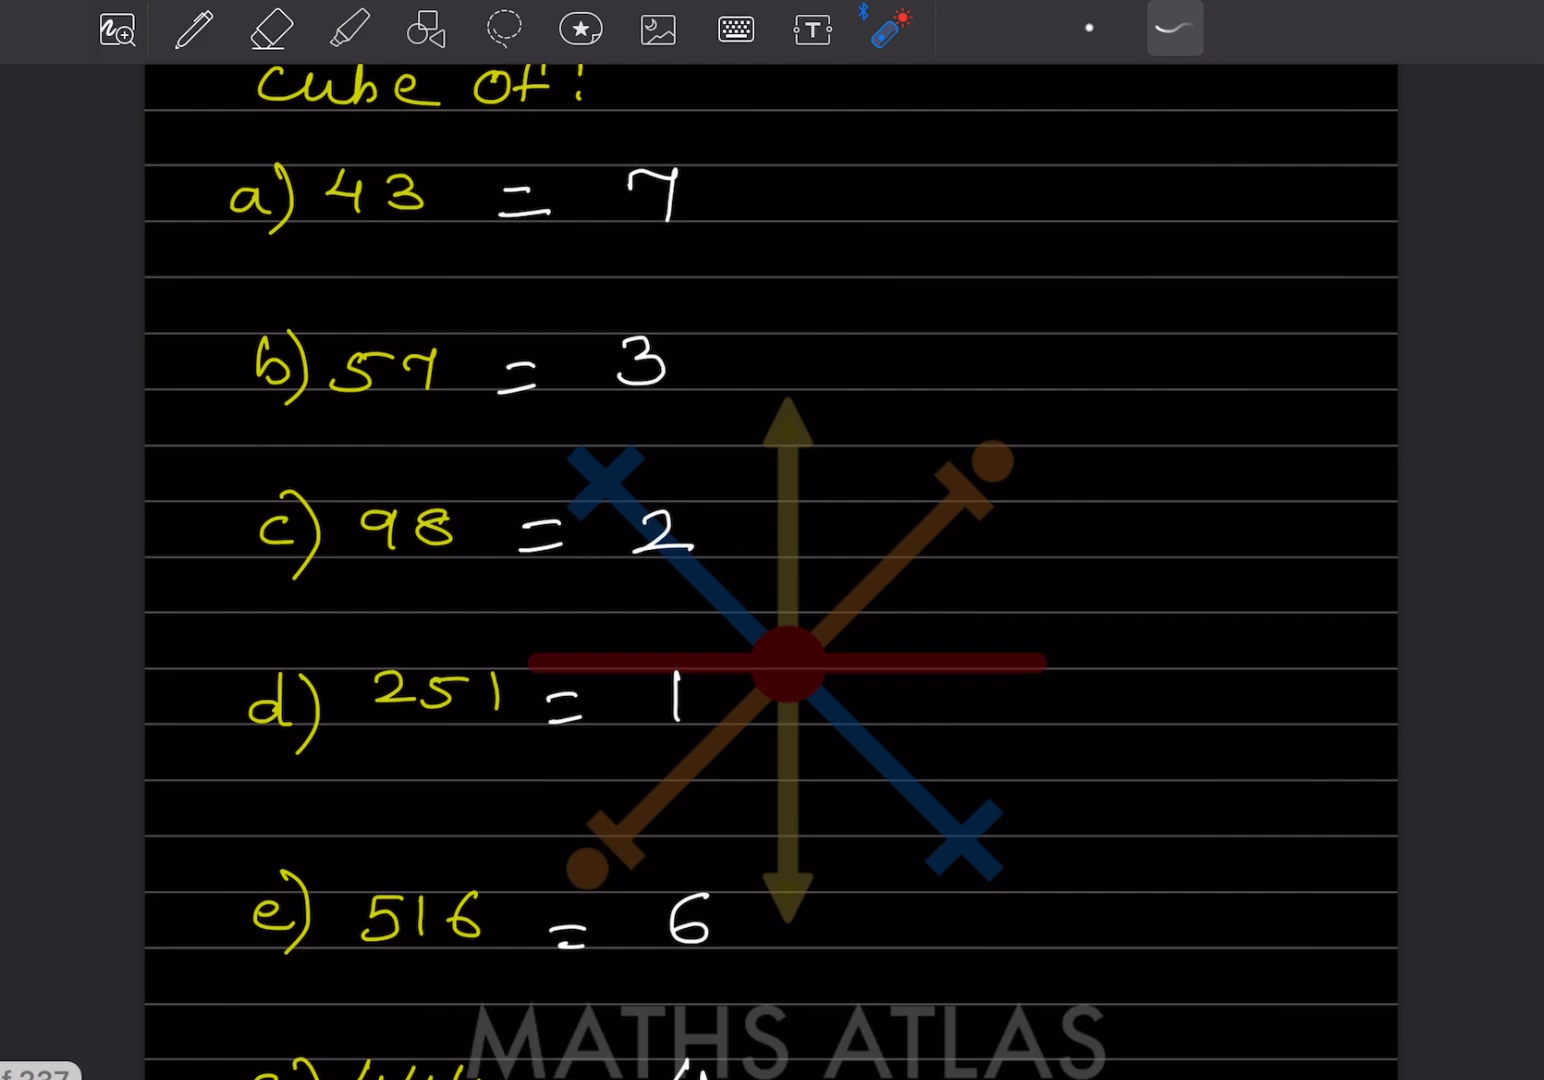 Cube of :
a) 43 = 7
b) 57 = 3
c) 98 = 2
d) 251 = 1
e) 516 = 6
MATHS ATLAS